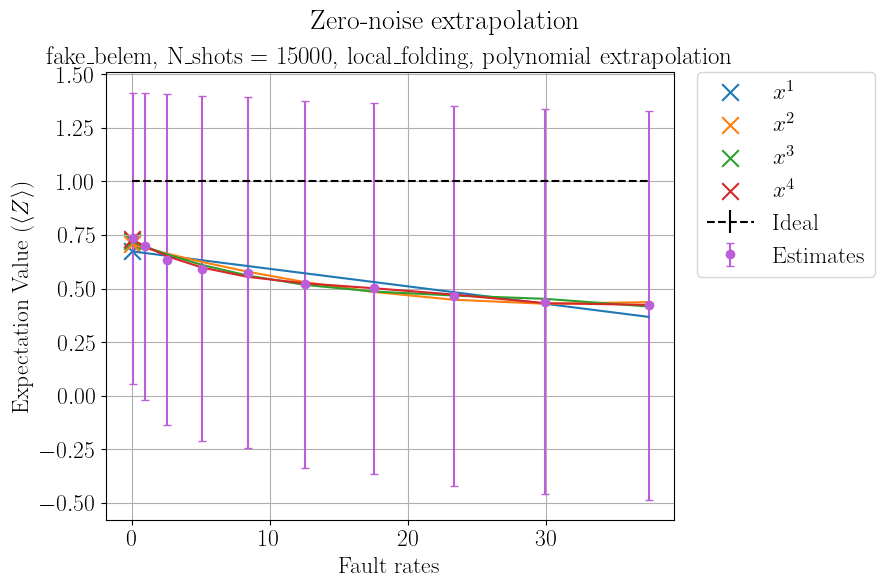 Zero-noise extrapolation
fake_belem, N_shots = 15000, local_folding, polynomial extrapolation
1.50
1.25
1.00
0.75
0.50
0.25
0.00
−0.25
−0.50
Expectation Value (⟨Z⟩)
0
10
20
30
Fault rates
x¹
x²
x³
x⁴
Ideal
Estimates